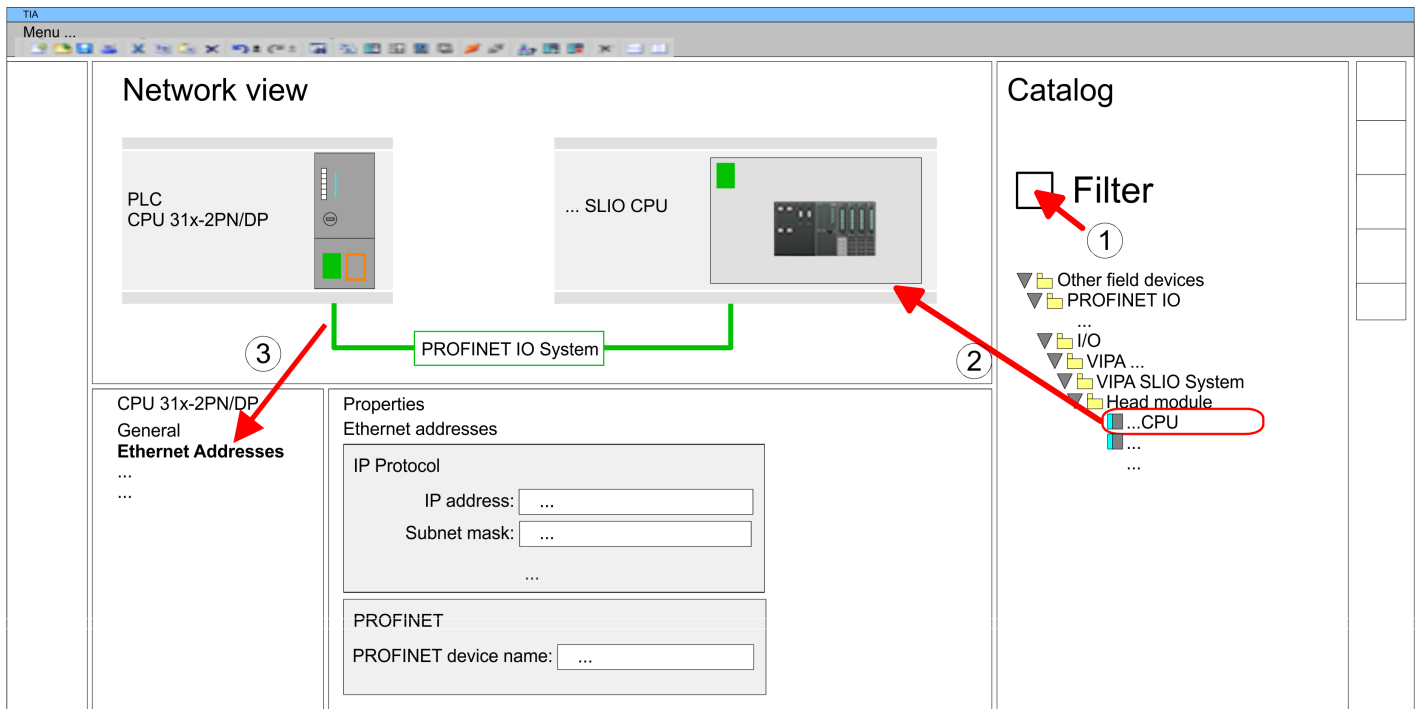 TIA
Menu ...
Network view
PLC
CPU 31x-2PN/DP
... SLIO CPU
PROFINET IO System
3
2
Catalog
Filter
1
Other field devices
PROFINET IO
...
I/O
VIPA ...
VIPA SLIO System
Head module
...CPU
...
...
CPU 31x-2PN/DP
General
Ethernet Addresses
...
...
Properties
Ethernet addresses
IP Protocol
IP address: ...
Subnet mask: ...
...
PROFINET
PROFINET device name: ...